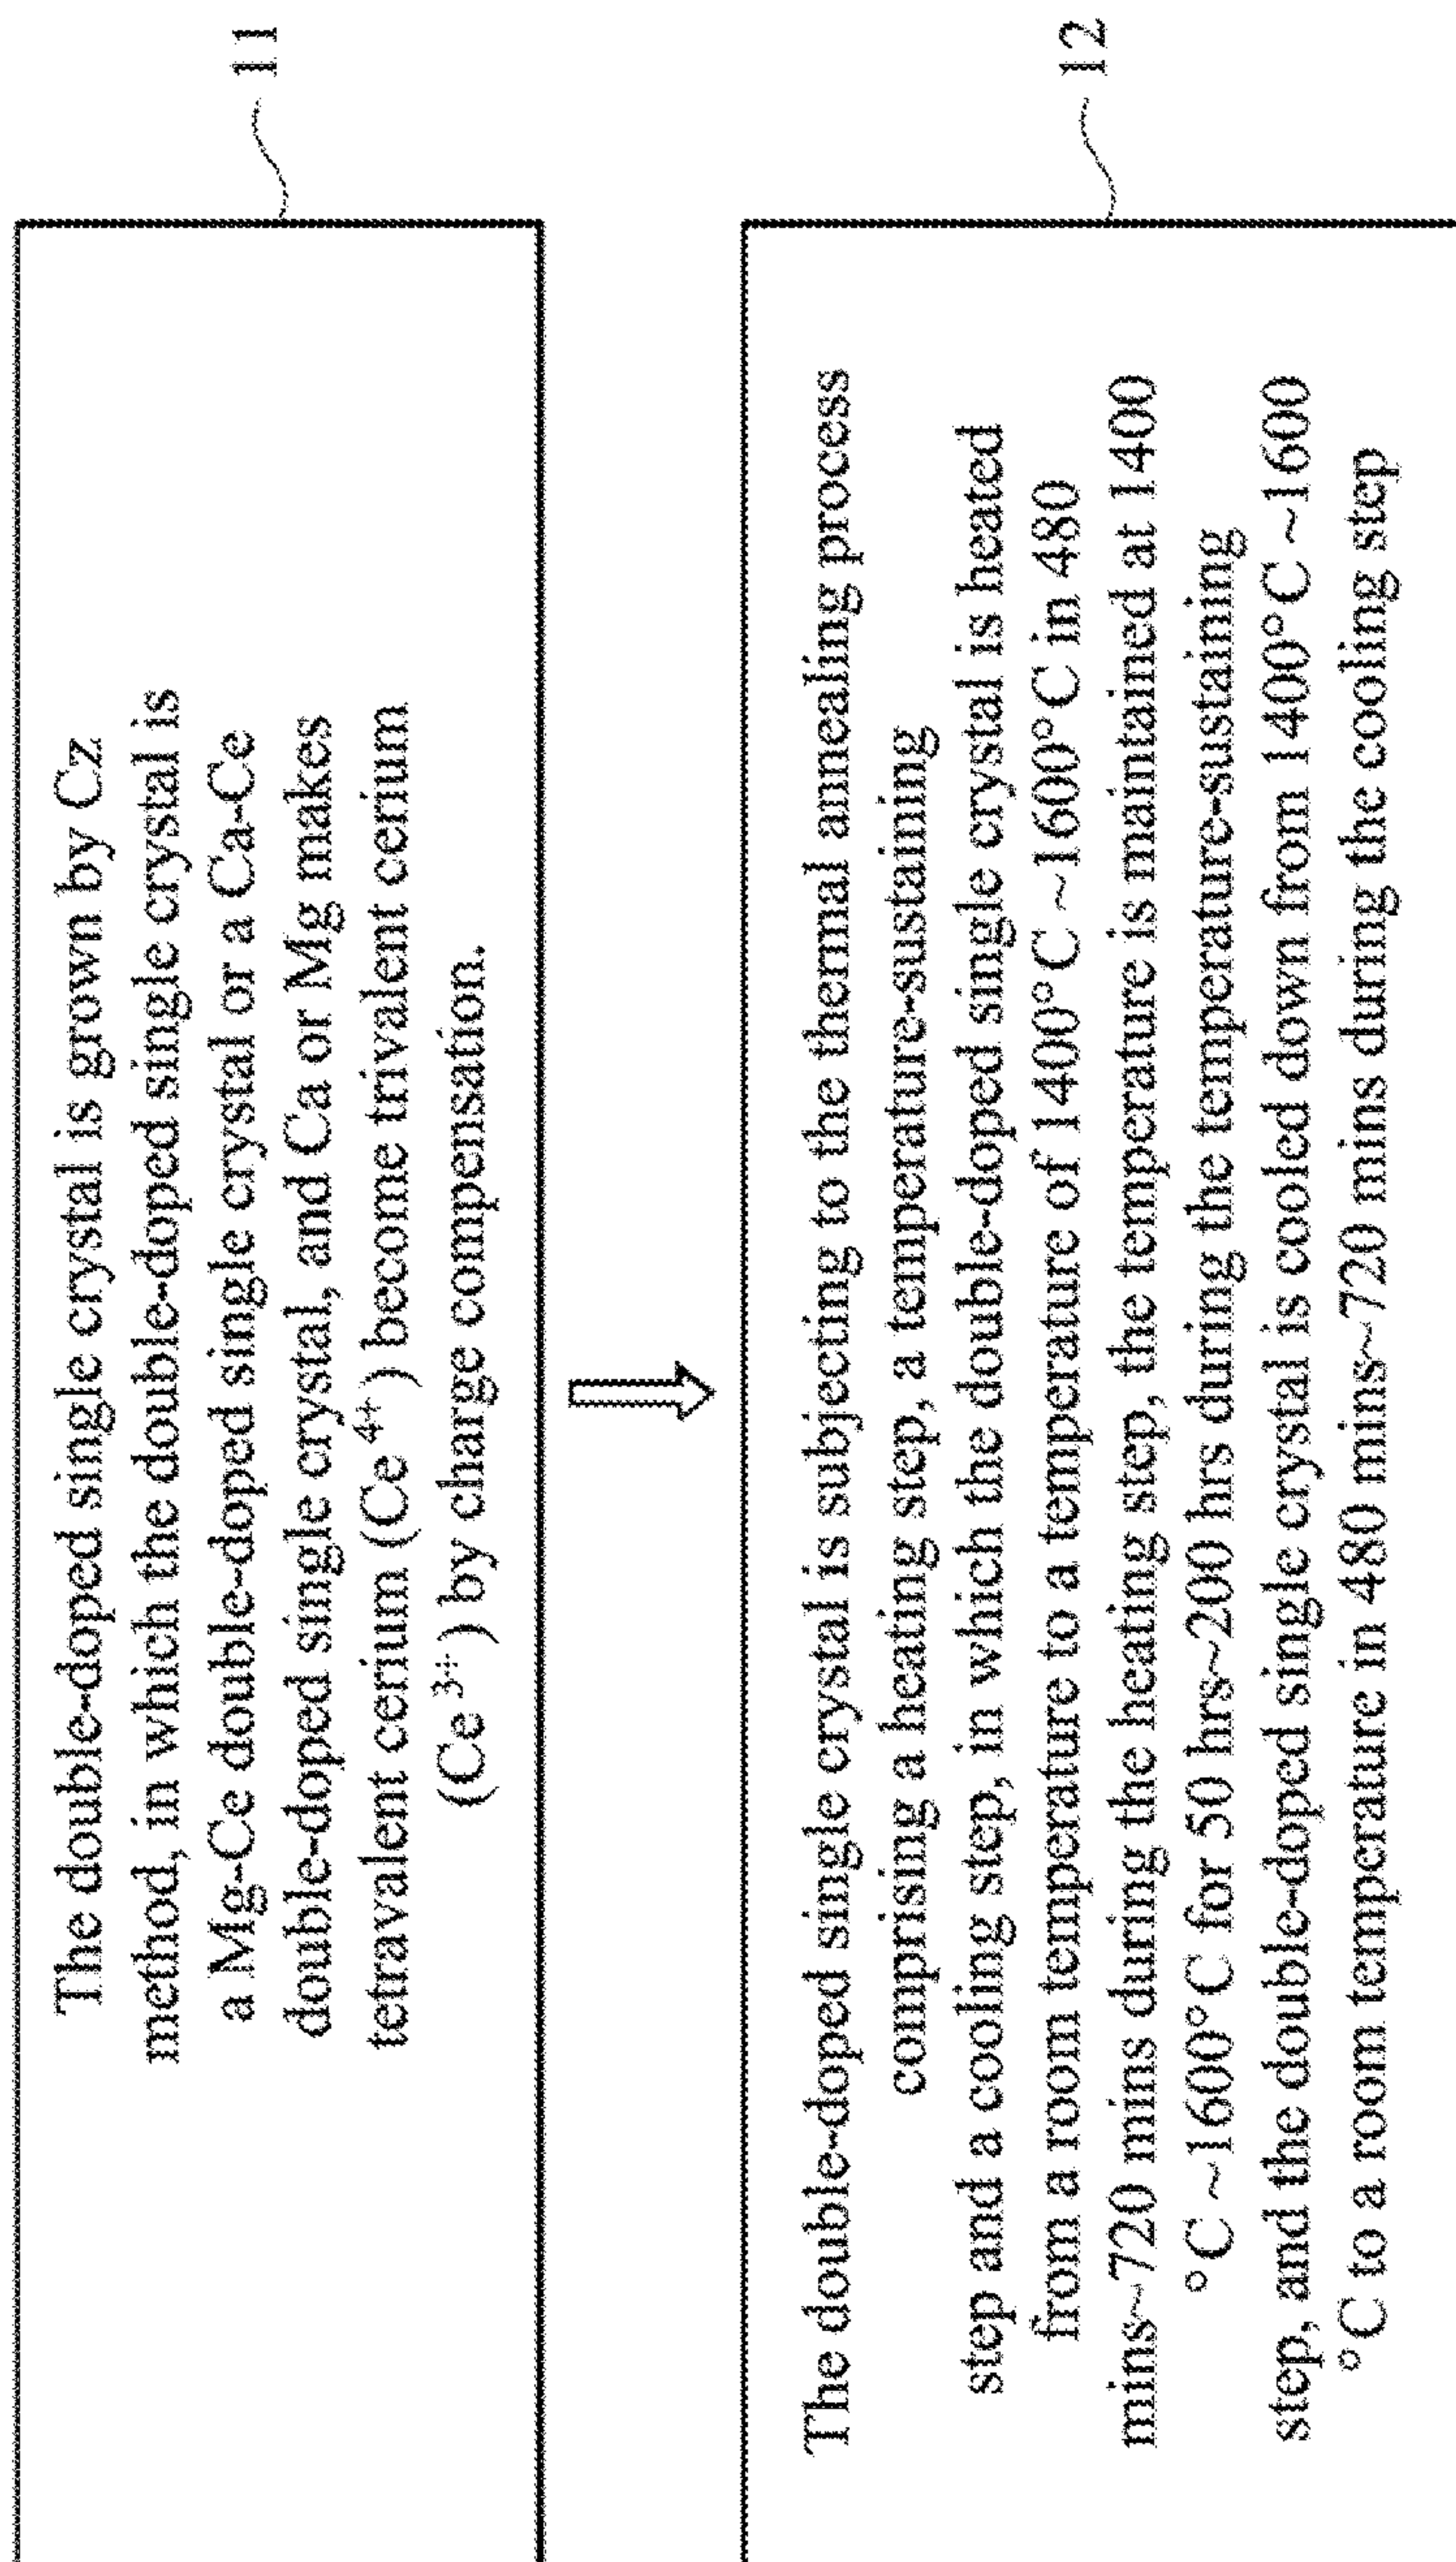 The double-doped single crystal is grown by Cz
method, in which the double-doped single crystal is
a Mg-Ce double-doped single crystal or a Ca-Ce
double-doped single crystal, and Ca or Mg makes
tetravalent cerium (Ce 4+ ) become trivalent cerium
(Ce 3+ ) by charge compensation.
11
The double-doped single crystal is subjecting to the thermal annealing process
comprising a heating step, a temperature-sustaining
step and a cooling step, in which the double-doped single crystal is heated
from a room temperature to a temperature of 1400°C ~1600°C in 480
mins~720 mins during the heating step, the temperature is maintained at 1400
°C ~1600°C for 50 hrs~200 hrs during the temperature-sustaining
step, and the double-doped single crystal is cooled down from 1400°C ~1600
°C to a room temperature in 480 mins~720 mins during the cooling step
12